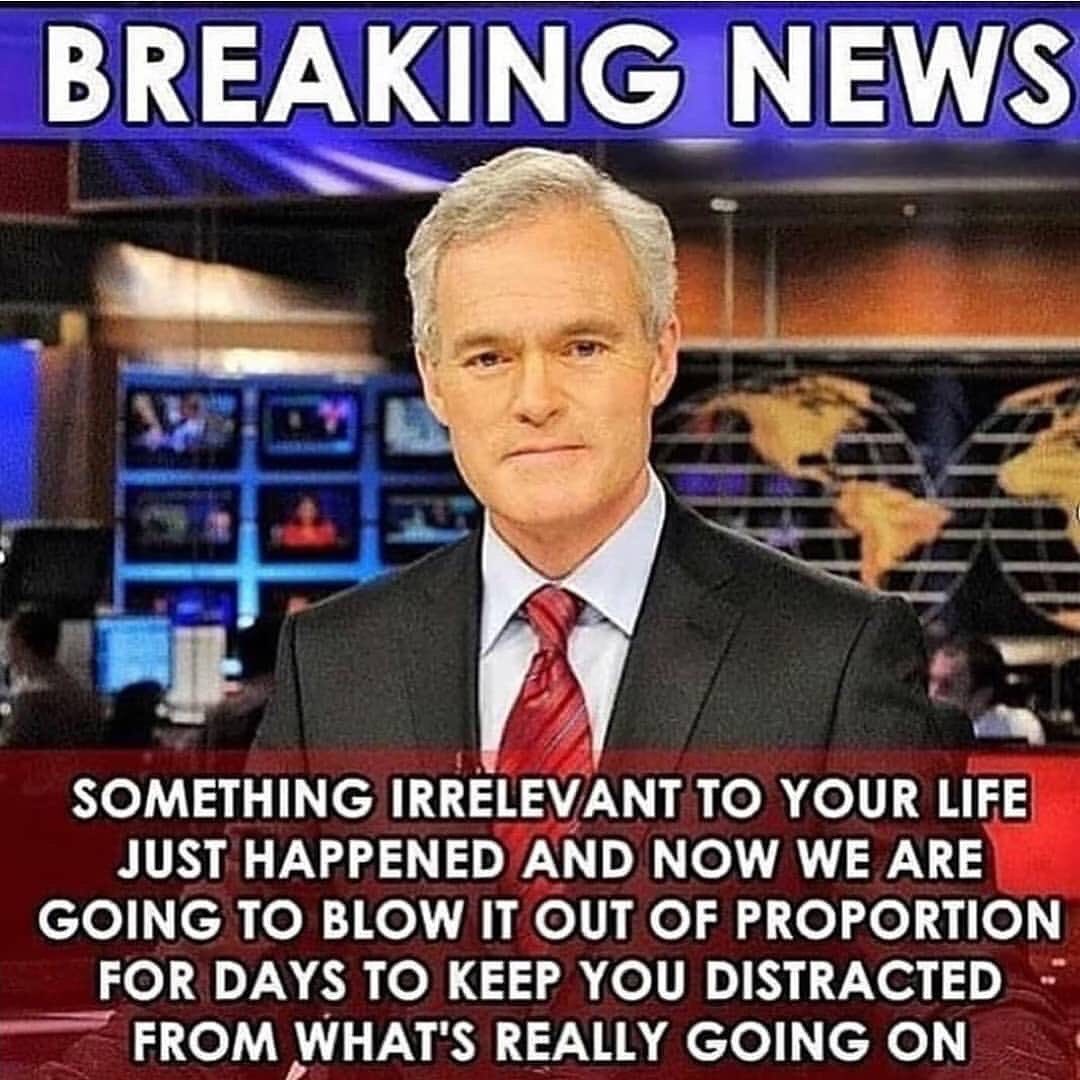 BREAKING NEWS
SOMETHING IRRELEVANT TO YOUR LIFE
JUST HAPPENED AND NOW WE ARE
GOING TO BLOW IT OUT OF PROPORTION
FOR DAYS TO KEEP YOU DISTRACTED
FROM WHAT'S REALLY GOING ON